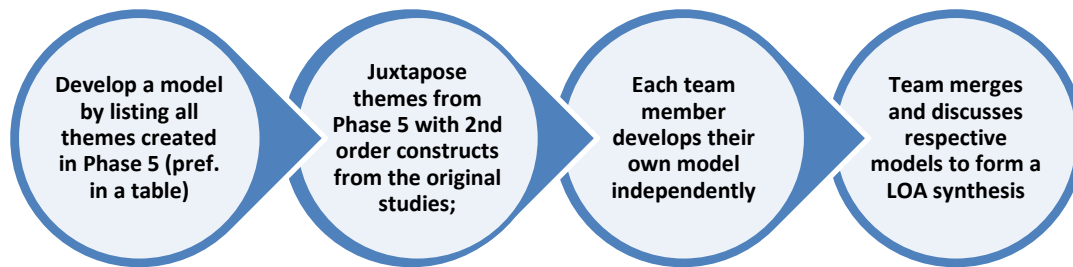 Develop a model
by listing all
themes created
in Phase 5 (pref.
in a table)
Juxtapose
themes from
Phase 5 with 2nd
order constructs
from the original
studies;
Each team
member
develops their
own model
independently
Team merges
and discusses
respective
models to form a
LOA synthesis